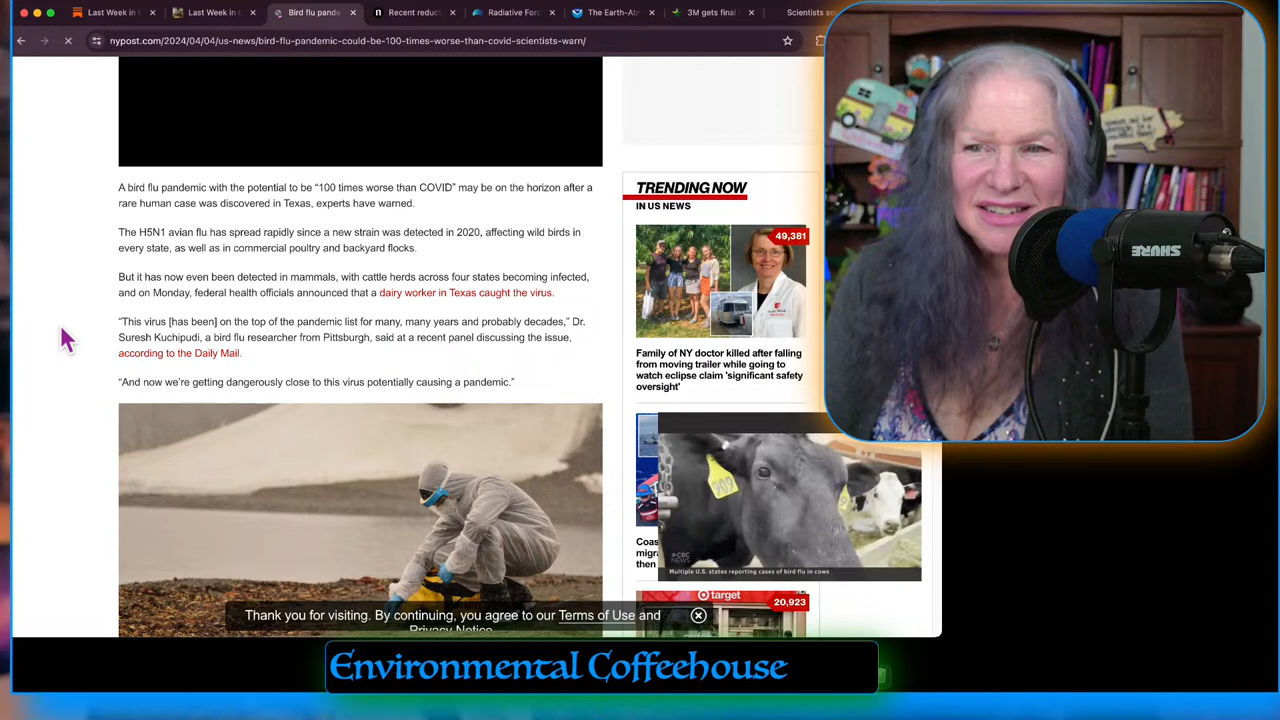 Last Week in C
Last Week in C
Bird flu pande
Recent reduct
Radiative Forc
The Earth-Atm
3M gets final
Scientists so
nypost.com/2024/04/04/us-news/bird-flu-pandemic-could-be-100-times-worse-than-covid-scientists-warn/
A bird flu pandemic with the potential to be “100 times worse than COVID” may be on the horizon after a
rare human case was discovered in Texas, experts have warned.
The H5N1 avian flu has spread rapidly since a new strain was detected in 2020, affecting wild birds in
every state, as well as in commercial poultry and backyard flocks.
But it has now even been detected in mammals, with cattle herds across four states becoming infected,
and on Monday, federal health officials announced that a dairy worker in Texas caught the virus.
“This virus [has been] on the top of the pandemic list for many, many years and probably decades,” Dr.
Suresh Kuchipudi, a bird flu researcher from Pittsburgh, said at a recent panel discussing the issue,
according to the Daily Mail.
“And now we’re getting dangerously close to this virus potentially causing a pandemic.”
TRENDING NOW
IN US NEWS
49,381
Family of NY doctor killed after falling
from moving trailer while going to
watch eclipse claim 'significant safety
oversight'
Coas
migra
then
909
CBC
NEWS
Multiple U.S. states reporting cases of bird flu in cows
target
20,923
Thank you for visiting. By continuing, you agree to our Terms of Use and
Privacy Notice
SHURE
Environmental Coffeehouse